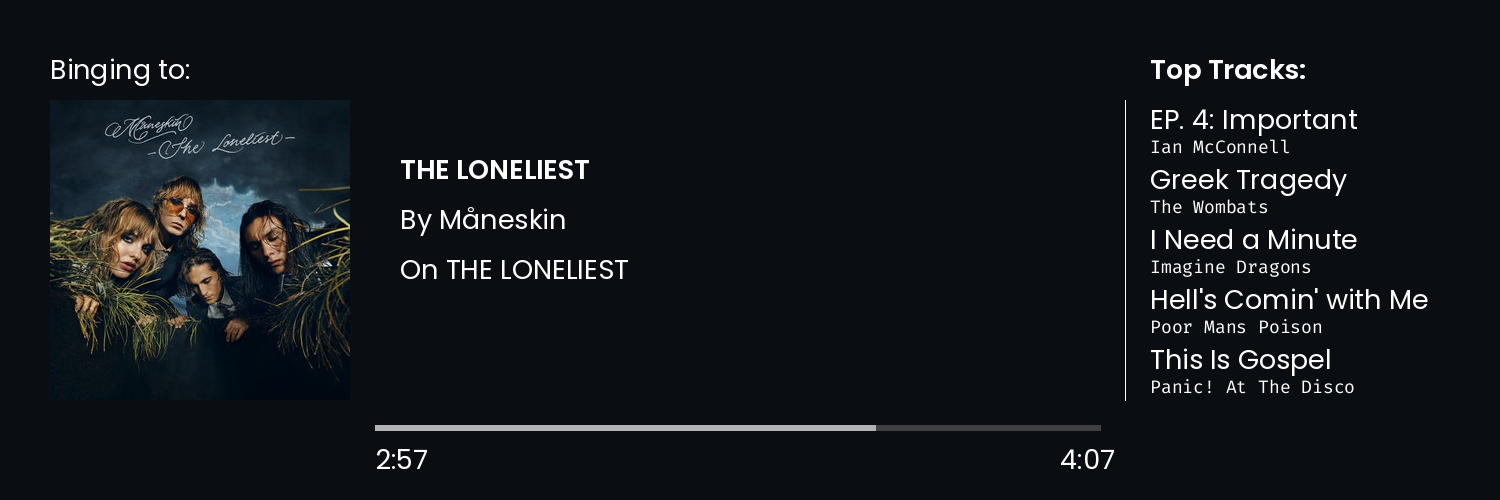 Binging to:
Måneskin
–The Loneliest–
THE LONELIEST
By Måneskin
On THE LONELIEST
2:57
4:07
Top Tracks:
EP. 4: Important
Ian McConnell
Greek Tragedy
The Wombats
I Need a Minute
Imagine Dragons
Hell's Comin' with Me
Poor Mans Poison
This Is Gospel
Panic! At The Disco